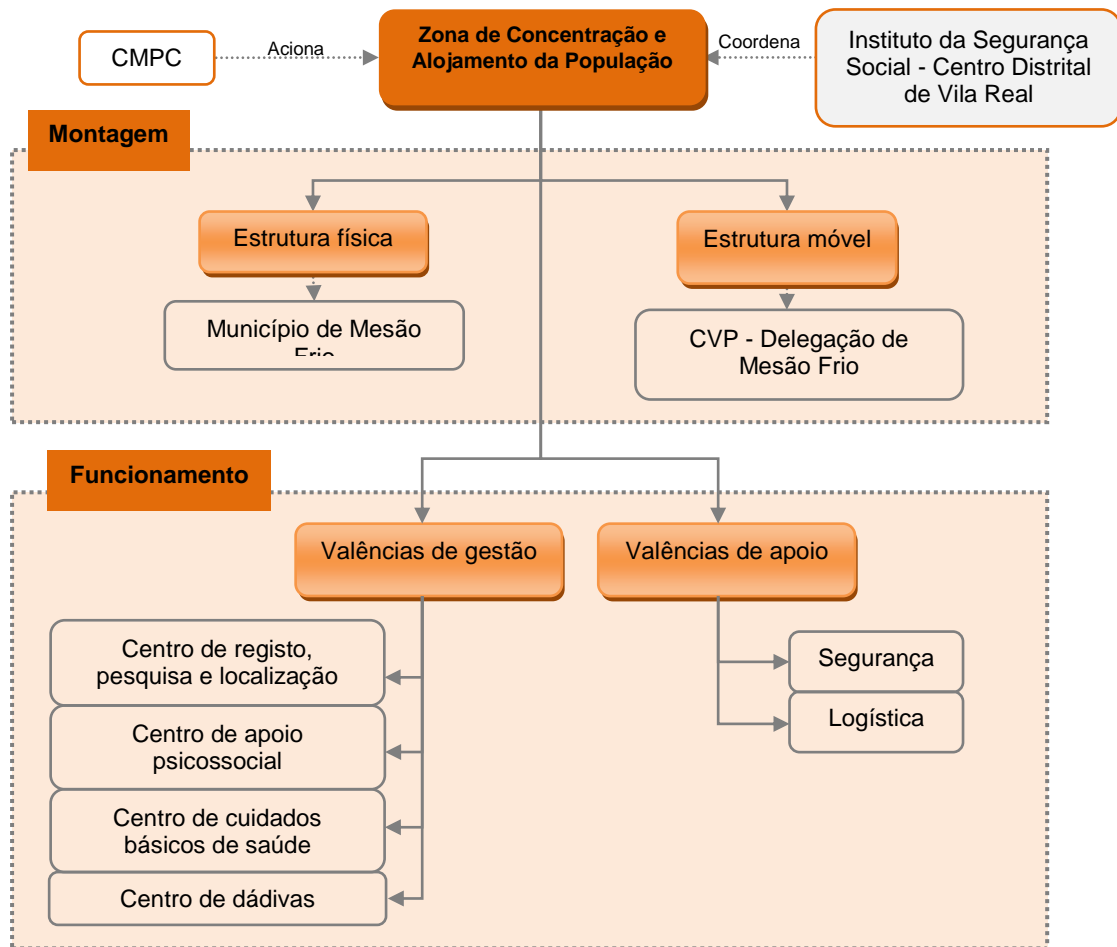 CMPC
Aciona
Zona de Concentração e
Alojamento da População
Coordena
Instituto da Segurança
Social - Centro Distrital
de Vila Real
Montagem
Estrutura física
Estrutura móvel
Município de Mesão
Frio
CVP - Delegação de
Mesão Frio
Funcionamento
Valências de gestão
Valências de apoio
Centro de registo,
pesquisa e localização
Centro de apoio
psicossocial
Centro de cuidados
básicos de saúde
Centro de dádivas
Segurança
Logística